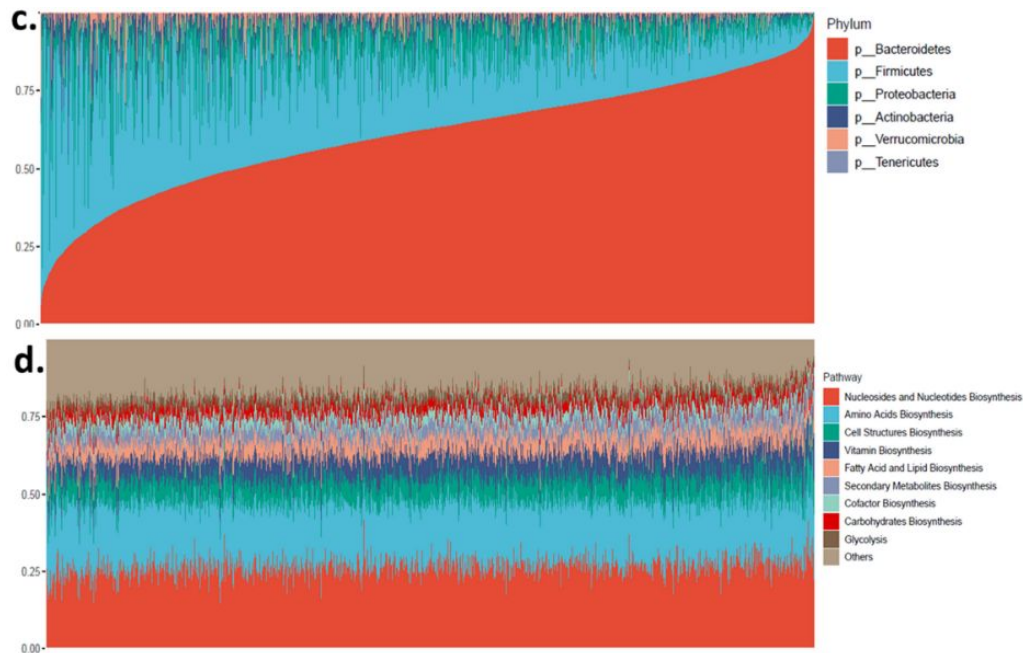 c.
0.75
0.50
0.25
0.00
Phylum
p__Bacteroidetes
p__Firmicutes
p__Proteobacteria
p__Actinobacteria
p__Verrucomicrobia
p__Tenericutes
d.
0.75
0.50
0.25
0.00
Pathway
Nucleosides and Nucleotides Biosynthesis
Amino Acids Biosynthesis
Cell Structures Biosynthesis
Vitamin Biosynthesis
Fatty Acid and Lipid Biosynthesis
Secondary Metabolites Biosynthesis
Cofactor Biosynthesis
Carbohydrates Biosynthesis
Glycolysis
Others